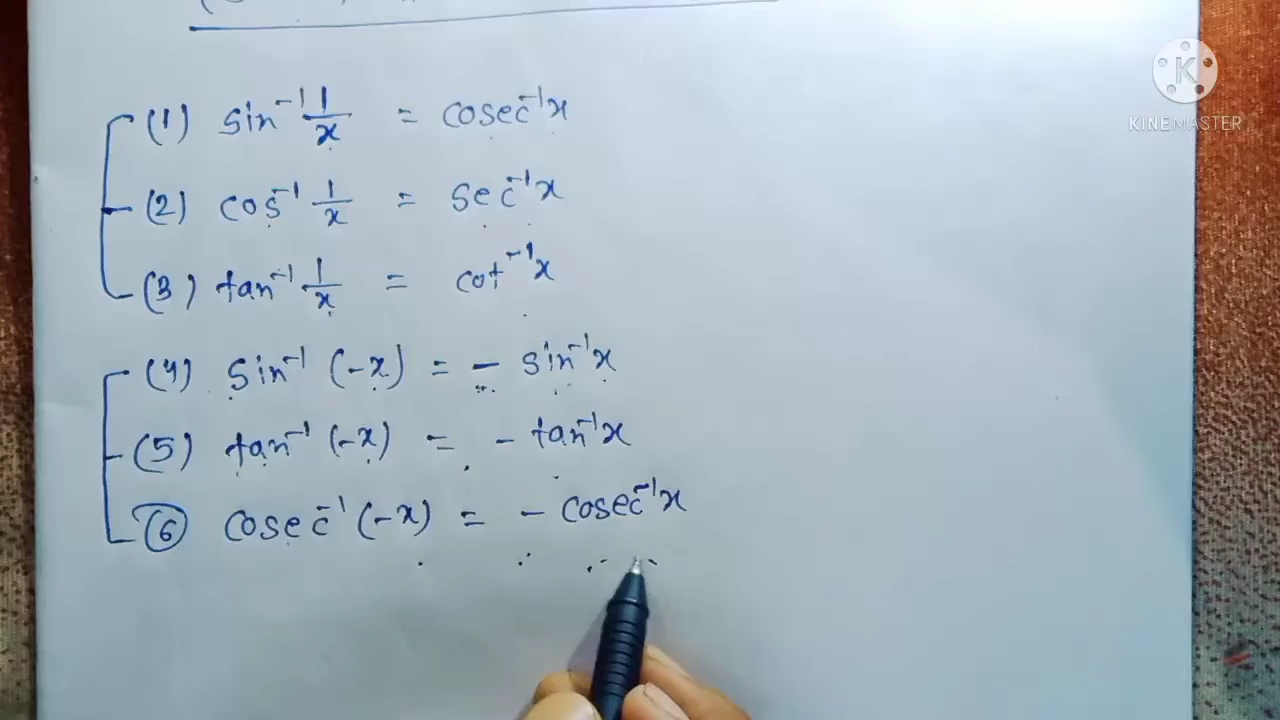 (1) sin⁻¹ 1/x = cosec⁻¹x
(2) cos⁻¹ 1/x = sec⁻¹x
(3) tan⁻¹ 1/x = cot⁻¹x
(4) sin⁻¹ (-x) = - sin⁻¹x
(5) tan⁻¹ (-x) = - tan⁻¹x
(6) cosec⁻¹ (-x) = - cosec⁻¹x
KINEMASTER